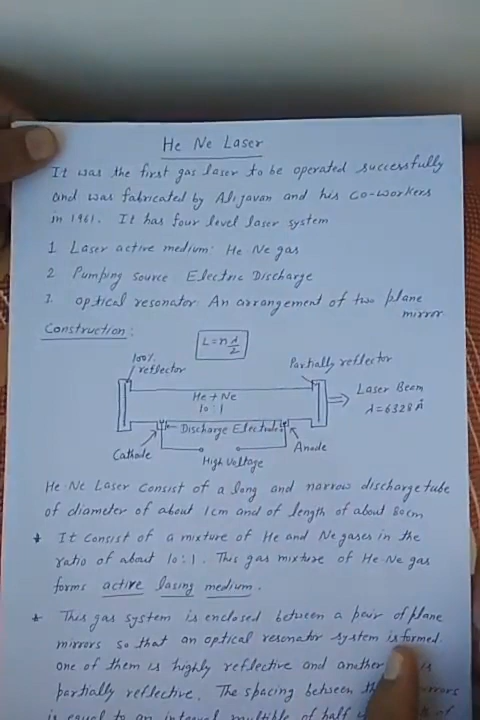 He Ne Laser
It was the first gas laser to be operated successfully
and was fabricated by Ali Javan and his co-workers
in 1961. It has four level laser system
1 Laser active medium: He Ne gas
2 Pumping source Electric Discharge
3. optical resonator An arrangement of two plane
mirror
Construction:
L = n λ/2
100%
reflector
Partially reflector
He + Ne
10 : 1
Laser Beam
λ = 6328 Å
Discharge Electrodes
Cathode
Anode
High Voltage
He Ne Laser consist of a long and narrow discharge tube
of diameter of about 1cm and of length of about 80cm
* It consist of a mixture of He and Ne gases in the
ratio of about 10:1. This gas mixture of He-Ne gas
forms active lasing medium.
* This gas system is enclosed between a pair of plane
mirrors so that an optical resonator system is formed.
one of them is highly reflective and another is
partially reflective. The spacing between the mirrors
is equal to an integral multiple of half of